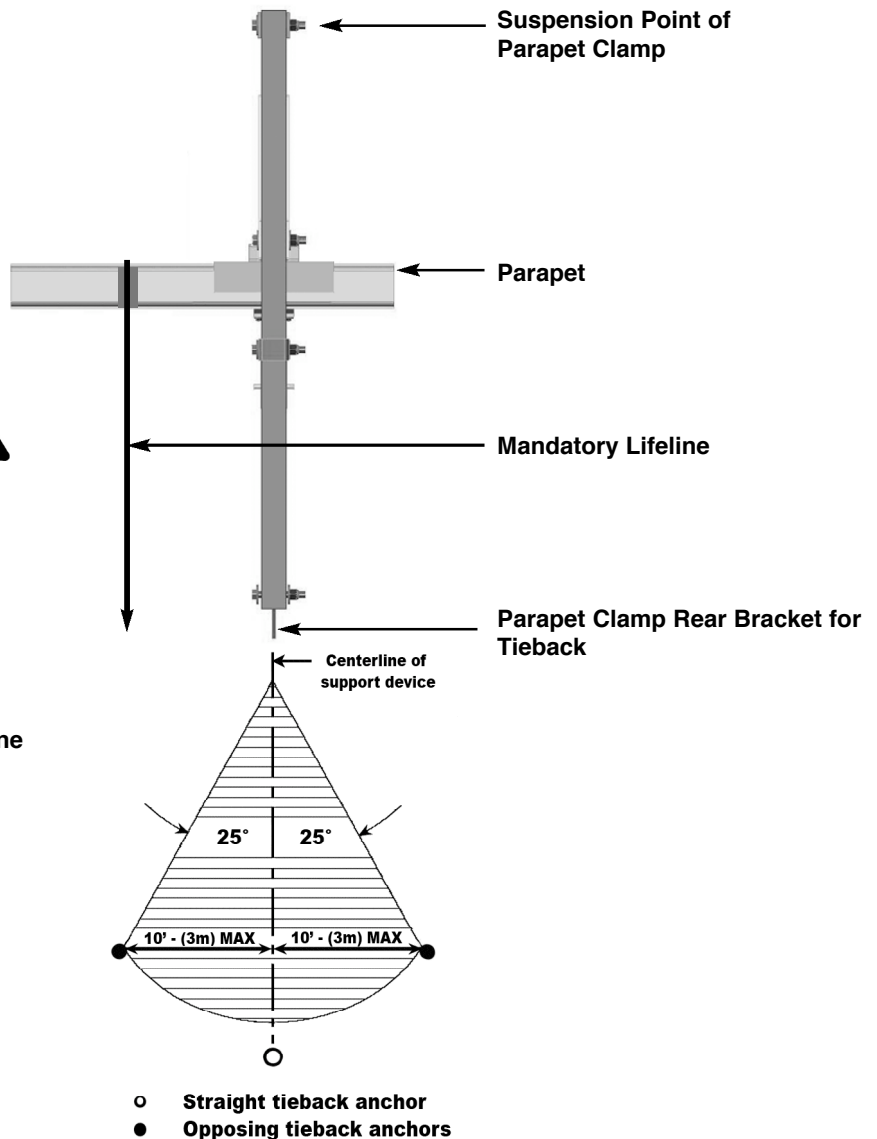 Suspension Point of
Parapet Clamp
Parapet
Mandatory Lifeline
Parapet Clamp Rear Bracket for
Tieback
Centerline of
support device
ne
25° 25°
10' - (3m) MAX 10' - (3m) MAX
Straight tieback anchor
Opposing tieback anchors